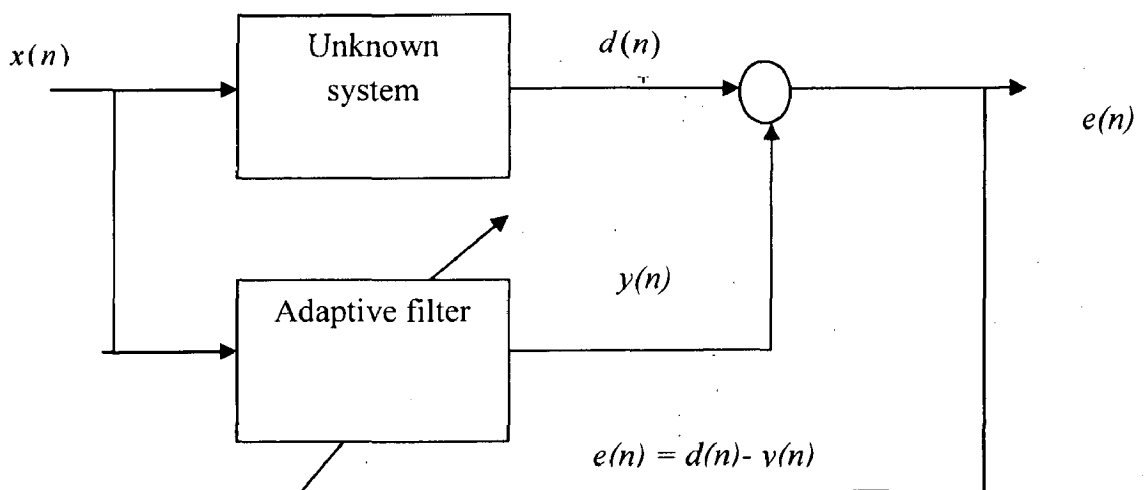 x(n)
Unknown
system
d(n)
e(n)
Adaptive filter
y(n)
e(n) = d(n)- y(n)